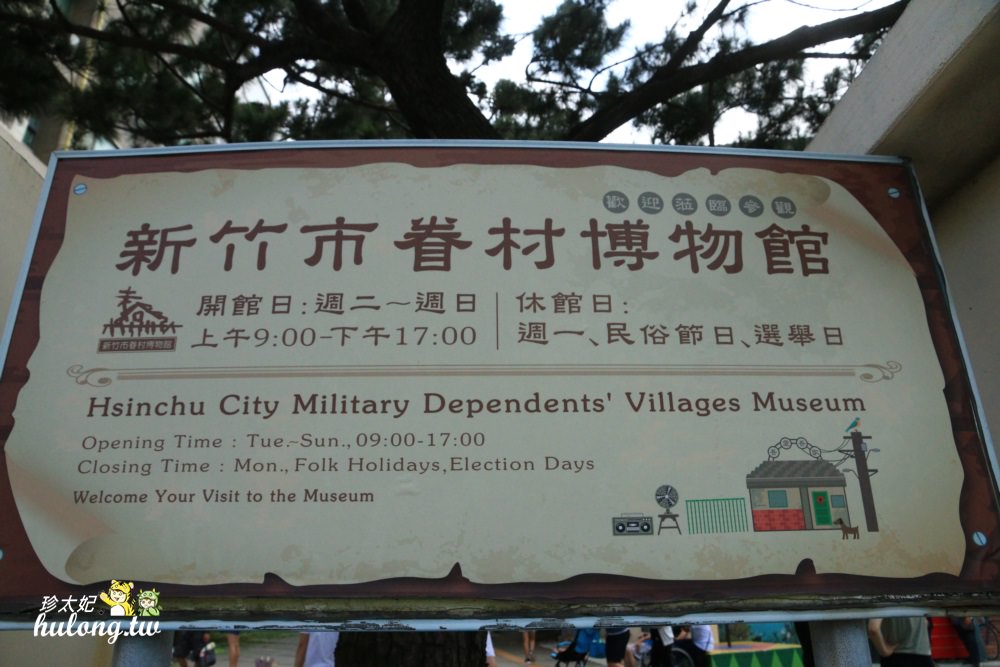 歡迎蒞臨參觀
新竹市眷村博物館
新竹市眷村博物館
開館日:週二～週日
上午9:00-下午17:00
休館日:
週一、民俗節日、選舉日
Hsinchu City Military Dependents' Villages Museum
Opening Time : Tue.~Sun., 09:00-17:00
Closing Time : Mon., Folk Holidays, Election Days
Welcome Your Visit to the Museum
珍太妃
hulong.tw